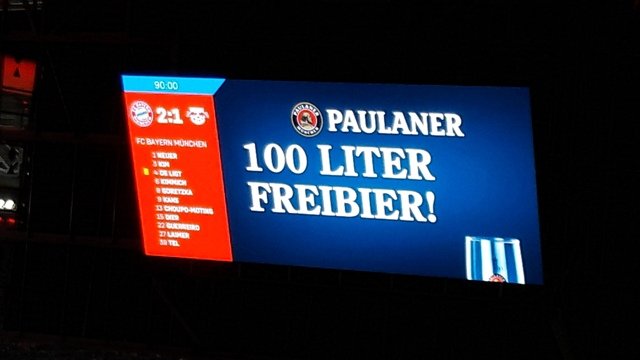 90:00
2:1
FC BAYERN MÜNCHEN
1 NEUER
3 KIM
4 DE LIGT
6 KIMMICH
8 GORETZKA
9 KANE
13 CHOUPO-MOTING
15 DIER
22 GUERREIRO
27 LAIMER
39 TEL
PAULANER
PAULANER
100 LITER
FREIBIER!